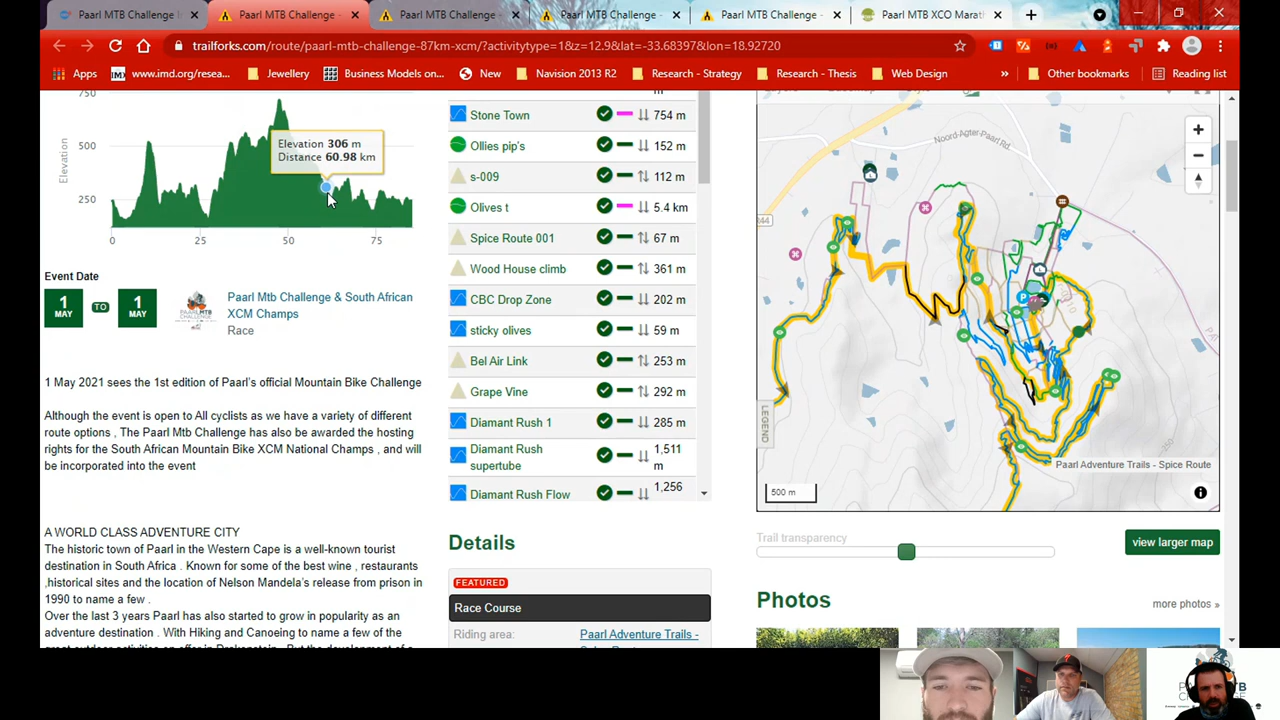 Paarl MTB Challenge I
Paarl MTB Challenge -
Paarl MTB Challenge -
Paarl MTB Challenge -
Paarl MTB Challenge -
Paarl MTB XCO Marat
trailforks.com/route/paarl-mtb-challenge-87km-xcm/?activitytype=1&z=12.9&lat=-33.68397&lon=18.92720
Apps
www.imd.org/resea...
Jewellery
Business Models on...
New
Navision 2013 R2
Research - Strategy
Research - Thesis
Web Design
»
Other bookmarks
Reading list
750
500
250
Elevation
Elevation 306 m
Distance 60.98 km
0 25 50 75
Event Date
1 MAY TO 1 MAY
Paarl Mtb Challenge & South African
XCM Champs
Race
1 May 2021 sees the 1st edition of Paarl's official Mountain Bike Challenge
Although the event is open to All cyclists as we have a variety of different
route options , The Paarl Mtb Challenge has also be awarded the hosting
rights for the South African Mountain Bike XCM National Champs , and will
be incorporated into the event
A WORLD CLASS ADVENTURE CITY
The historic town of Paarl in the Western Cape is a well-known tourist
destination in South Africa . Known for some of the best wine , restaurants
,historical sites and the location of Nelson Mandela's release from prison in
1990 to name a few .
Over the last 3 years Paarl has also started to grow in popularity as an
adventure destination . With Hiking and Canoeing to name a few of the
m
Stone Town 754 m
Ollies pip's 152 m
s-009 112 m
Olives t 5.4 km
Spice Route 001 67 m
Wood House climb 361 m
CBC Drop Zone 202 m
sticky olives 59 m
Bel Air Link 253 m
Grape Vine 292 m
Diamond Rush 1 285 m
Diamant Rush 1,511
supertube m
Diamant Rush Flow 1,256
Details
FEATURED
Race Course
Riding area: Paarl Adventure Trails -
Noord-Agter-Paarl
R44
LEGEND
350
Paarl Adventure Trails - Spice Route
500 m
Trail transparency
view larger map
Photos
more photos »
PAARL MTB